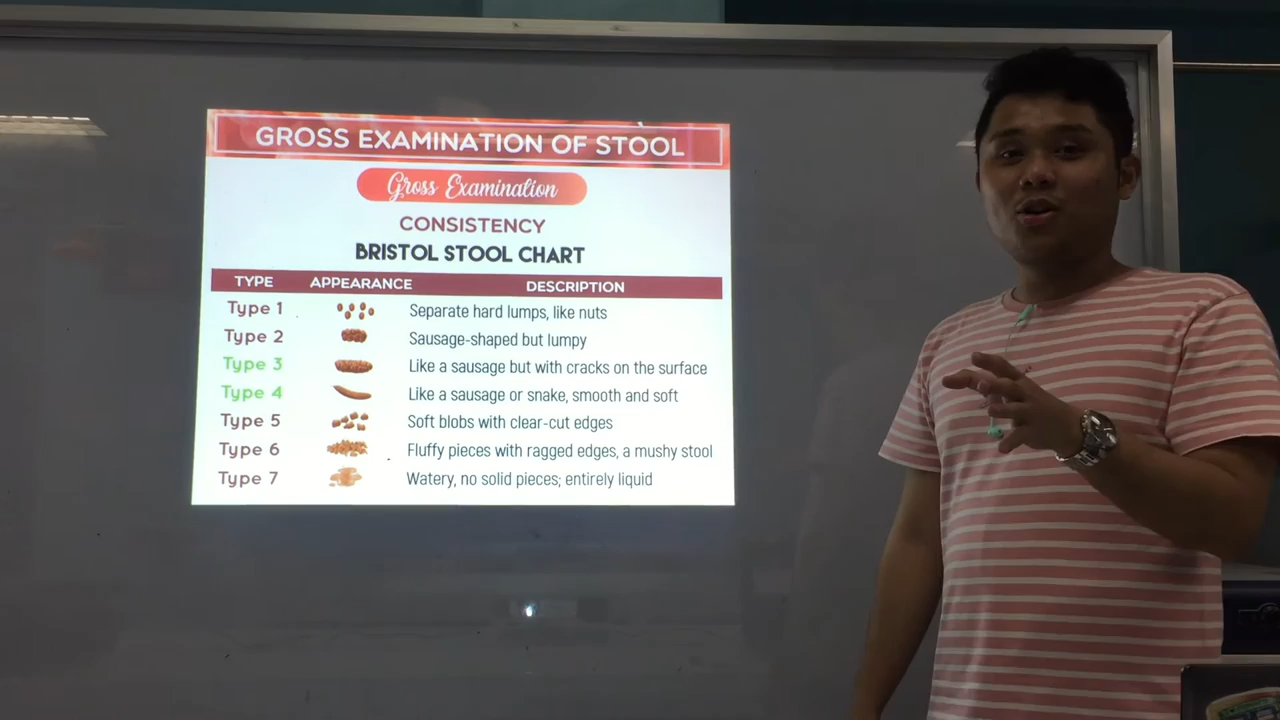 GROSS EXAMINATION OF STOOL
Gross Examination
CONSISTENCY
BRISTOL STOOL CHART
TYPE APPEARANCE DESCRIPTION
Type 1 Separate hard lumps, like nuts
Type 2 Sausage-shaped but lumpy
Type 3 Like a sausage but with cracks on the surface
Type 4 Like a sausage or snake, smooth and soft
Type 5 Soft blobs with clear-cut edges
Type 6 Fluffy pieces with ragged edges, a mushy stool
Type 7 Watery, no solid pieces; entirely liquid